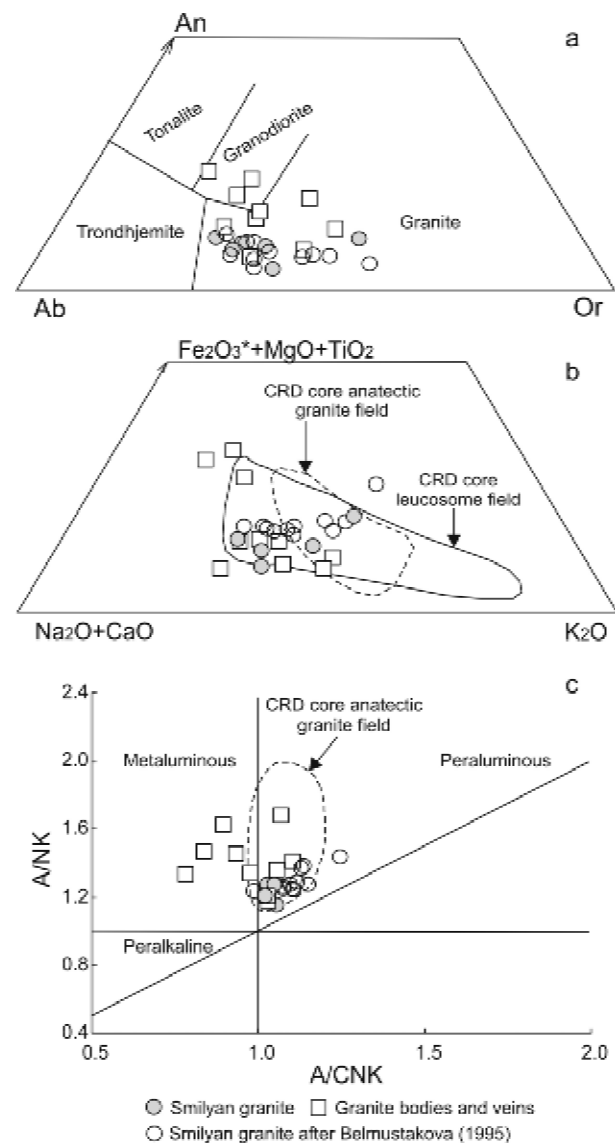 An
a
Tonalite
Granodiorite
Trondhjemite
Granite
Ab
Or
Fe2O3*+MgO+TiO2
b
CRD core anatectic
granite field
CRD core
leucosome field
Na2O+CaO
K2O
c
2.4
CRD core anatectic
granite field
Metaluminous
Peraluminous
2.0
1.6
A/NK
1.2
Peralkaline
0.8
0.4
0.5
1.0
1.5
2.0
A/CNK
Smilyan granite
Granite bodies and veins
Smilyan granite after Belmustakova (1995)